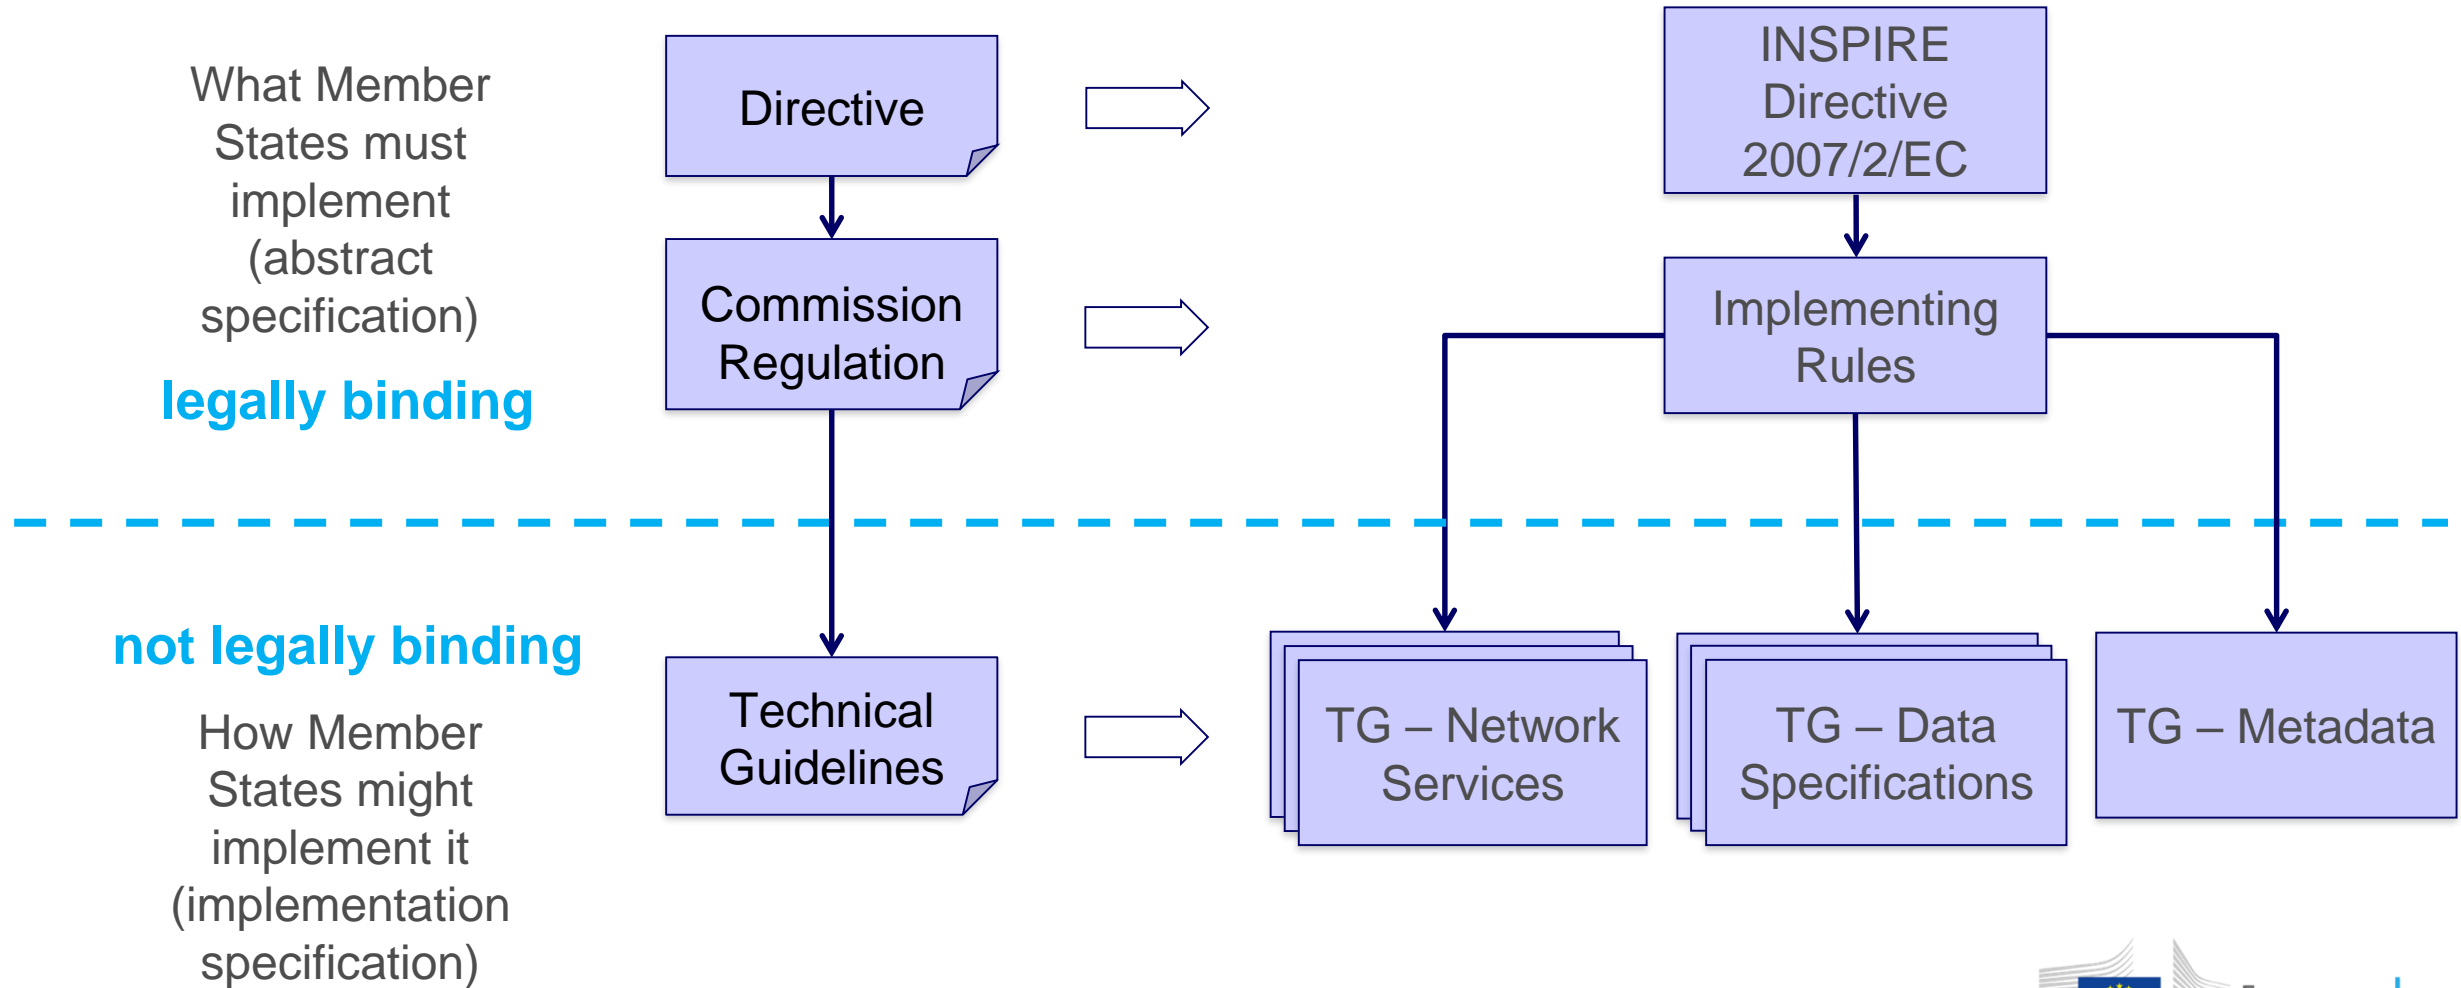 What Member
States must
implement
(abstract
specification)
legally binding
Directive
Commission
Regulation
INSPIRE
Directive
2007/2/EC
Implementing
Rules
not legally binding
How Member
States might
implement it
(implementation
specification)
Technical
Guidelines
TG – Network
Services
TG – Data
Specifications
TG – Metadata